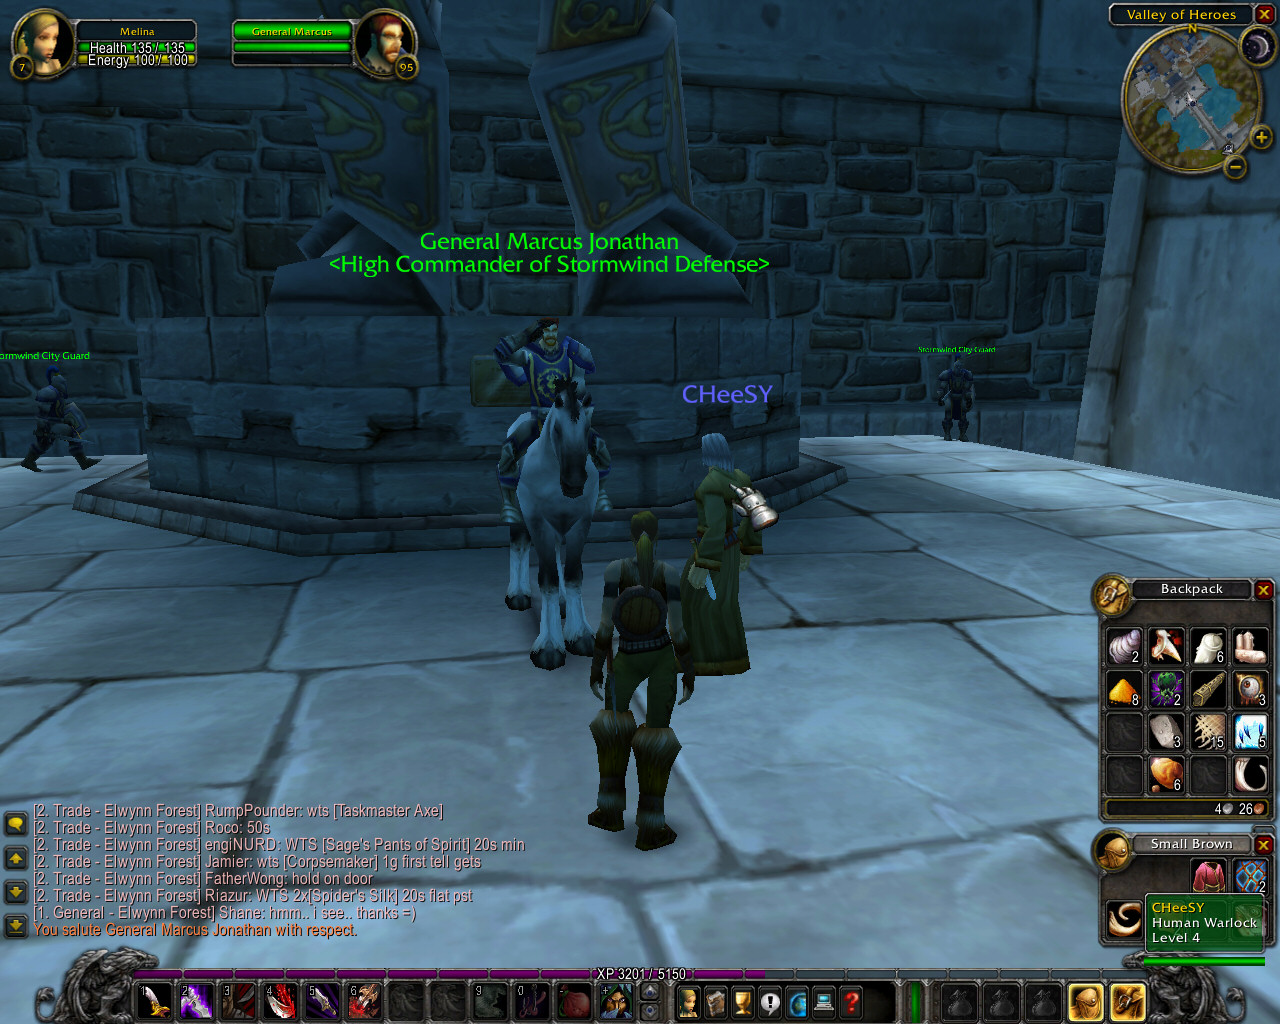 Melina
Health 135 / 135
Energy 100 / 100
7
General Marcus
95
Valley of Heroes
N
General Marcus Jonathan
<High Commander of Stormwind Defense>
ormwind City Guard
Stormwind City Guard
CHeeSY
Backpack
2
6
8
2
3
3
15
5
6
4 26
Small Brown
2
CHeeSY
Human Warlock
Level 4
[2. Trade - Elwynn Forest] RumpPounder: wts [Taskmaster Axe]
[2. Trade - Elwynn Forest] Roco: 50s
[2. Trade - Elwynn Forest] engiNURD: WTS [Sage's Pants of Spirit] 20s min
[2. Trade - Elwynn Forest] Jamier: wts [Corpsemaker] 1g first tell gets
[2. Trade - Elwynn Forest] FatherWong: hold on door
[2. Trade - Elwynn Forest] Riazur: WTS 2x[Spider's Silk] 20s flat pst
[1. General - Elwynn Forest] Shane: hmm.. i see.. thanks =)
You salute General Marcus Jonathan with respect.
XP 3201 / 5150
1 2 3 4 5 6 9 0 - +